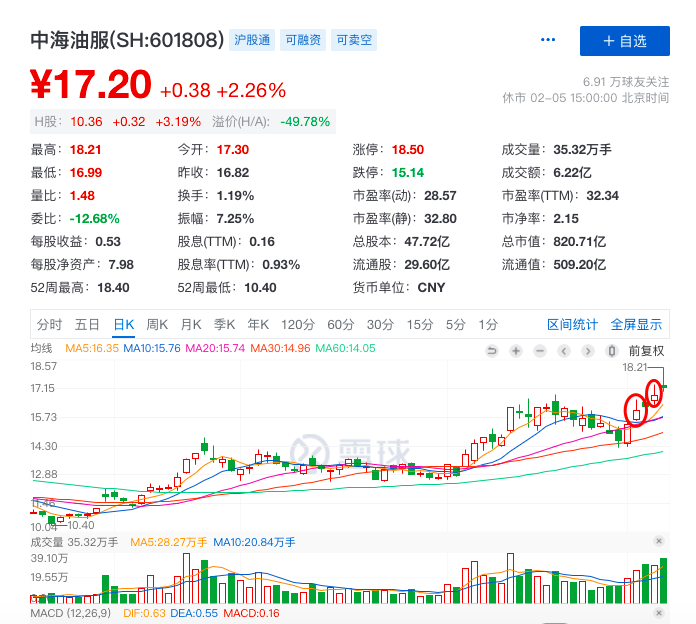 中海油服(SH:601808) 沪股通 可融资 可卖空 ••• ＋自选
¥17.20 +0.38 +2.26% 6.91 万球友关注
休市 02-05 15:00:00 北京时间
H股： 10.36 +0.32 +3.19% 溢价(H/A): -49.78%
最高：18.21 今开：17.30 涨停：18.50 成交量：35.32万手
最低：16.99 昨收：16.82 跌停：15.14 成交额：6.22亿
量比：1.48 换手：1.19% 市盈率(动)：28.57 市盈率(TTM)：32.34
委比：-12.68% 振幅：7.25% 市盈率(静)：32.80 市净率：2.15
每股收益：0.53 股息(TTM)：0.16 总股本：47.72亿 总市值：820.71亿
每股净资产：7.98 股息率(TTM)：0.93% 流通股：29.60亿 流通值：509.20亿
52周最高：18.40 52周最低：10.40 货币单位：CNY
分时 五日 日K 周K 月K 季K 年K 120分 60分 30分 15分 5分 1分 区间统计 全屏显示
均线 MA5:16.35 MA10:15.76 MA20:15.74 MA30:14.96 MA60:14.05 前复权
18.57 18.21
17.15
15.73
14.30
雪球
12.88
11.46
10.04 10.40
成交量 35.32万手 MA5:28.27万手 MA10:20.84万手
39.10万
19.55万
MACD (12,26,9) DIF:0.63 DEA:0.55 MACD:0.16